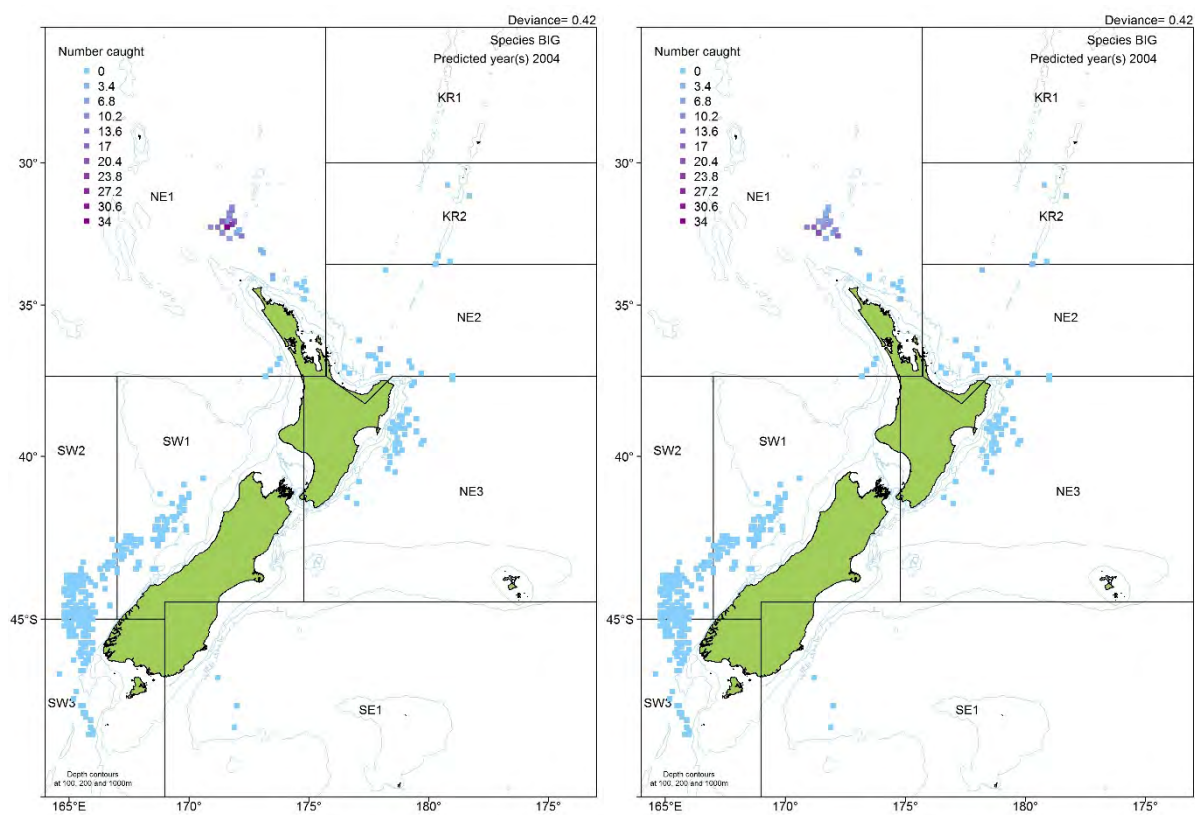 Deviance= 0.42
Species BIG
Predicted year(s) 2004
Number caught
0
3.4
6.8
10.2
13.6
17
20.4
23.8
27.2
30.6
34
KR1
KR2
NE1
NE2
NE3
SW1
SW2
SW3
SE1
30°
35°
40°
45°S
Depth contours
at 100, 200 and 1000m
165°E
170°
175°
180°
175°
Deviance= 0.42
Species BIG
Predicted year(s) 2004
Number caught
0
3.4
6.8
10.2
13.6
17
20.4
23.8
27.2
30.6
34
KR1
KR2
NE1
NE2
NE3
SW1
SW2
SW3
SE1
30°
35°
40°
45°S
Depth contours
at 100, 200 and 1000m
165°E
170°
175°
180°
175°